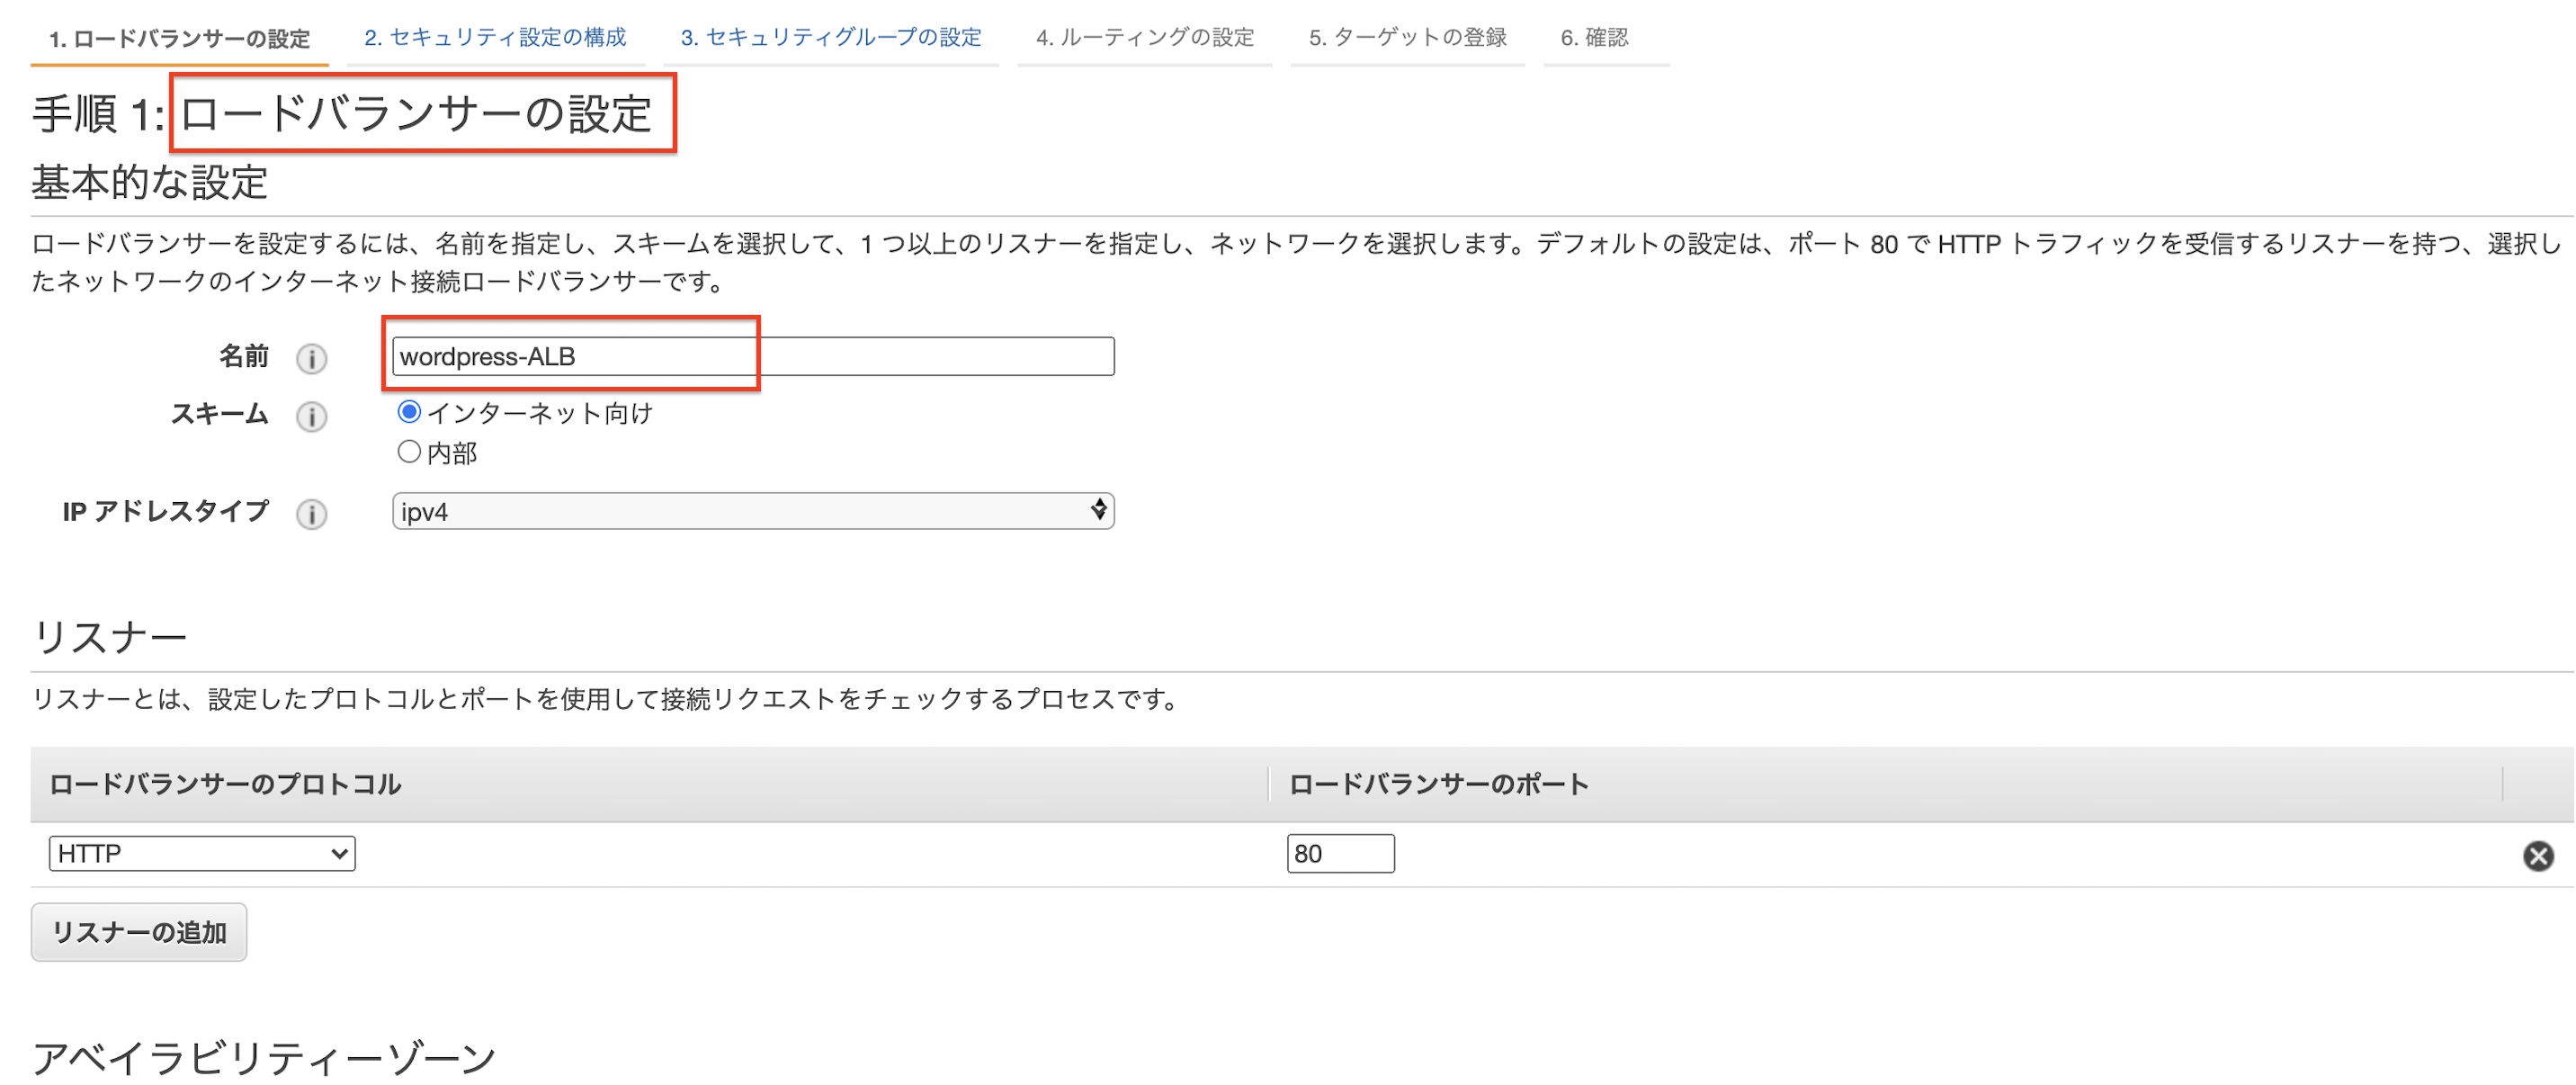 1. ロードバランサーの設定 2. セキュリティ設定の構成 3. セキュリティグループの設定 4. ルーティングの設定 5. ターゲットの登録 6. 確認
手順 1: ロードバランサーの設定
基本的な設定
ロードバランサーを設定するには、名前を指定し、スキームを選択して、1 つ以上のリスナーを指定し、ネットワークを選択します。デフォルトの設定は、ポート 80 で HTTP トラフィックを受信するリスナーを持つ、選択し
たネットワークのインターネット接続ロードバランサーです。
名前 i wordpress-ALB
スキーム i インターネット向け
内部
IP アドレスタイプ i ipv4
リスナー
リスナーとは、設定したプロトコルとポートを使用して接続リクエストをチェックするプロセスです。
ロードバランサーのプロトコル ロードバランサーのポート
HTTP 80
リスナーの追加
アベイラビリティーゾーン